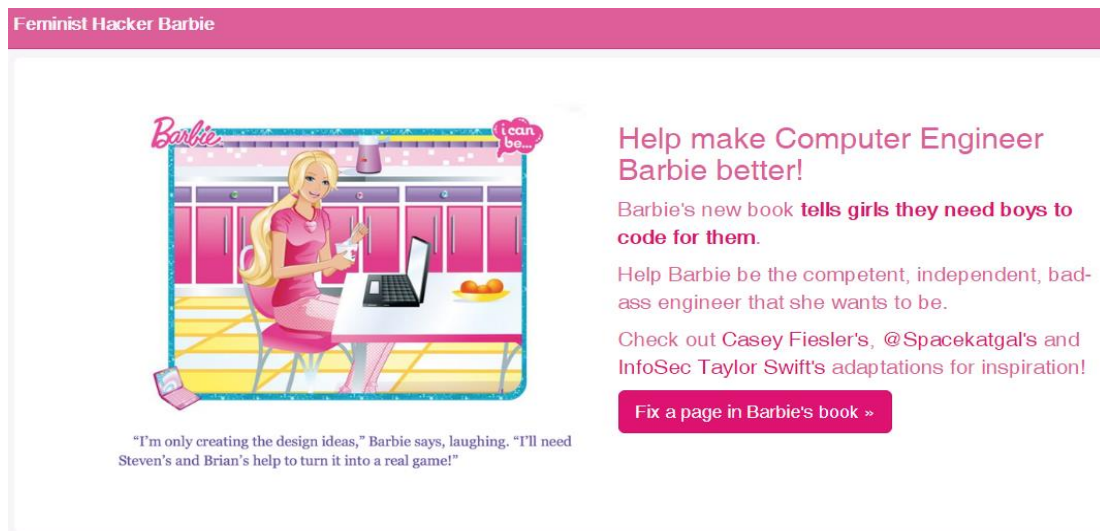 Feminist Hacker Barbie
Barbie
i can
be...
"I'm only creating the design ideas," Barbie says, laughing. "I'll need
Steven's and Brian's help to turn it into a real game!"
Help make Computer Engineer
Barbie better!
Barbie's new book tells girls they need boys to
code for them.
Help Barbie be the competent, independent, bad-
ass engineer that she wants to be.
Check out Casey Fiesler's, @Spacekatgal's and
InfoSec Taylor Swift's adaptations for inspiration!
Fix a page in Barbie's book »